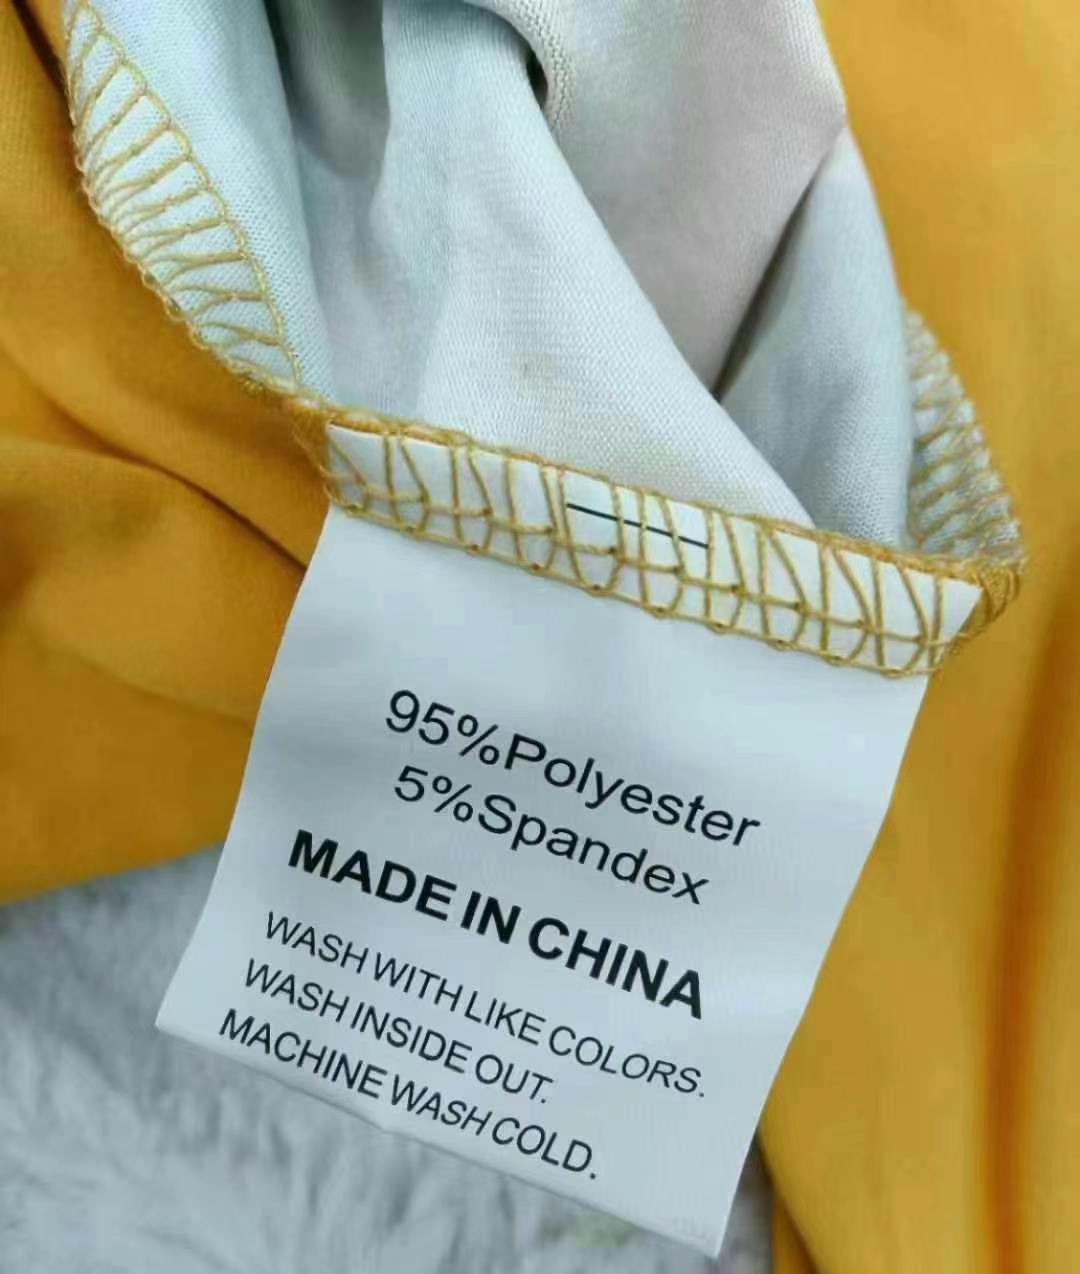 95%Polyester
5%Spandex
MADE IN CHINA
WASH WITH LIKE COLORS.
WASH INSIDE OUT.
MACHINE WASH COLD.